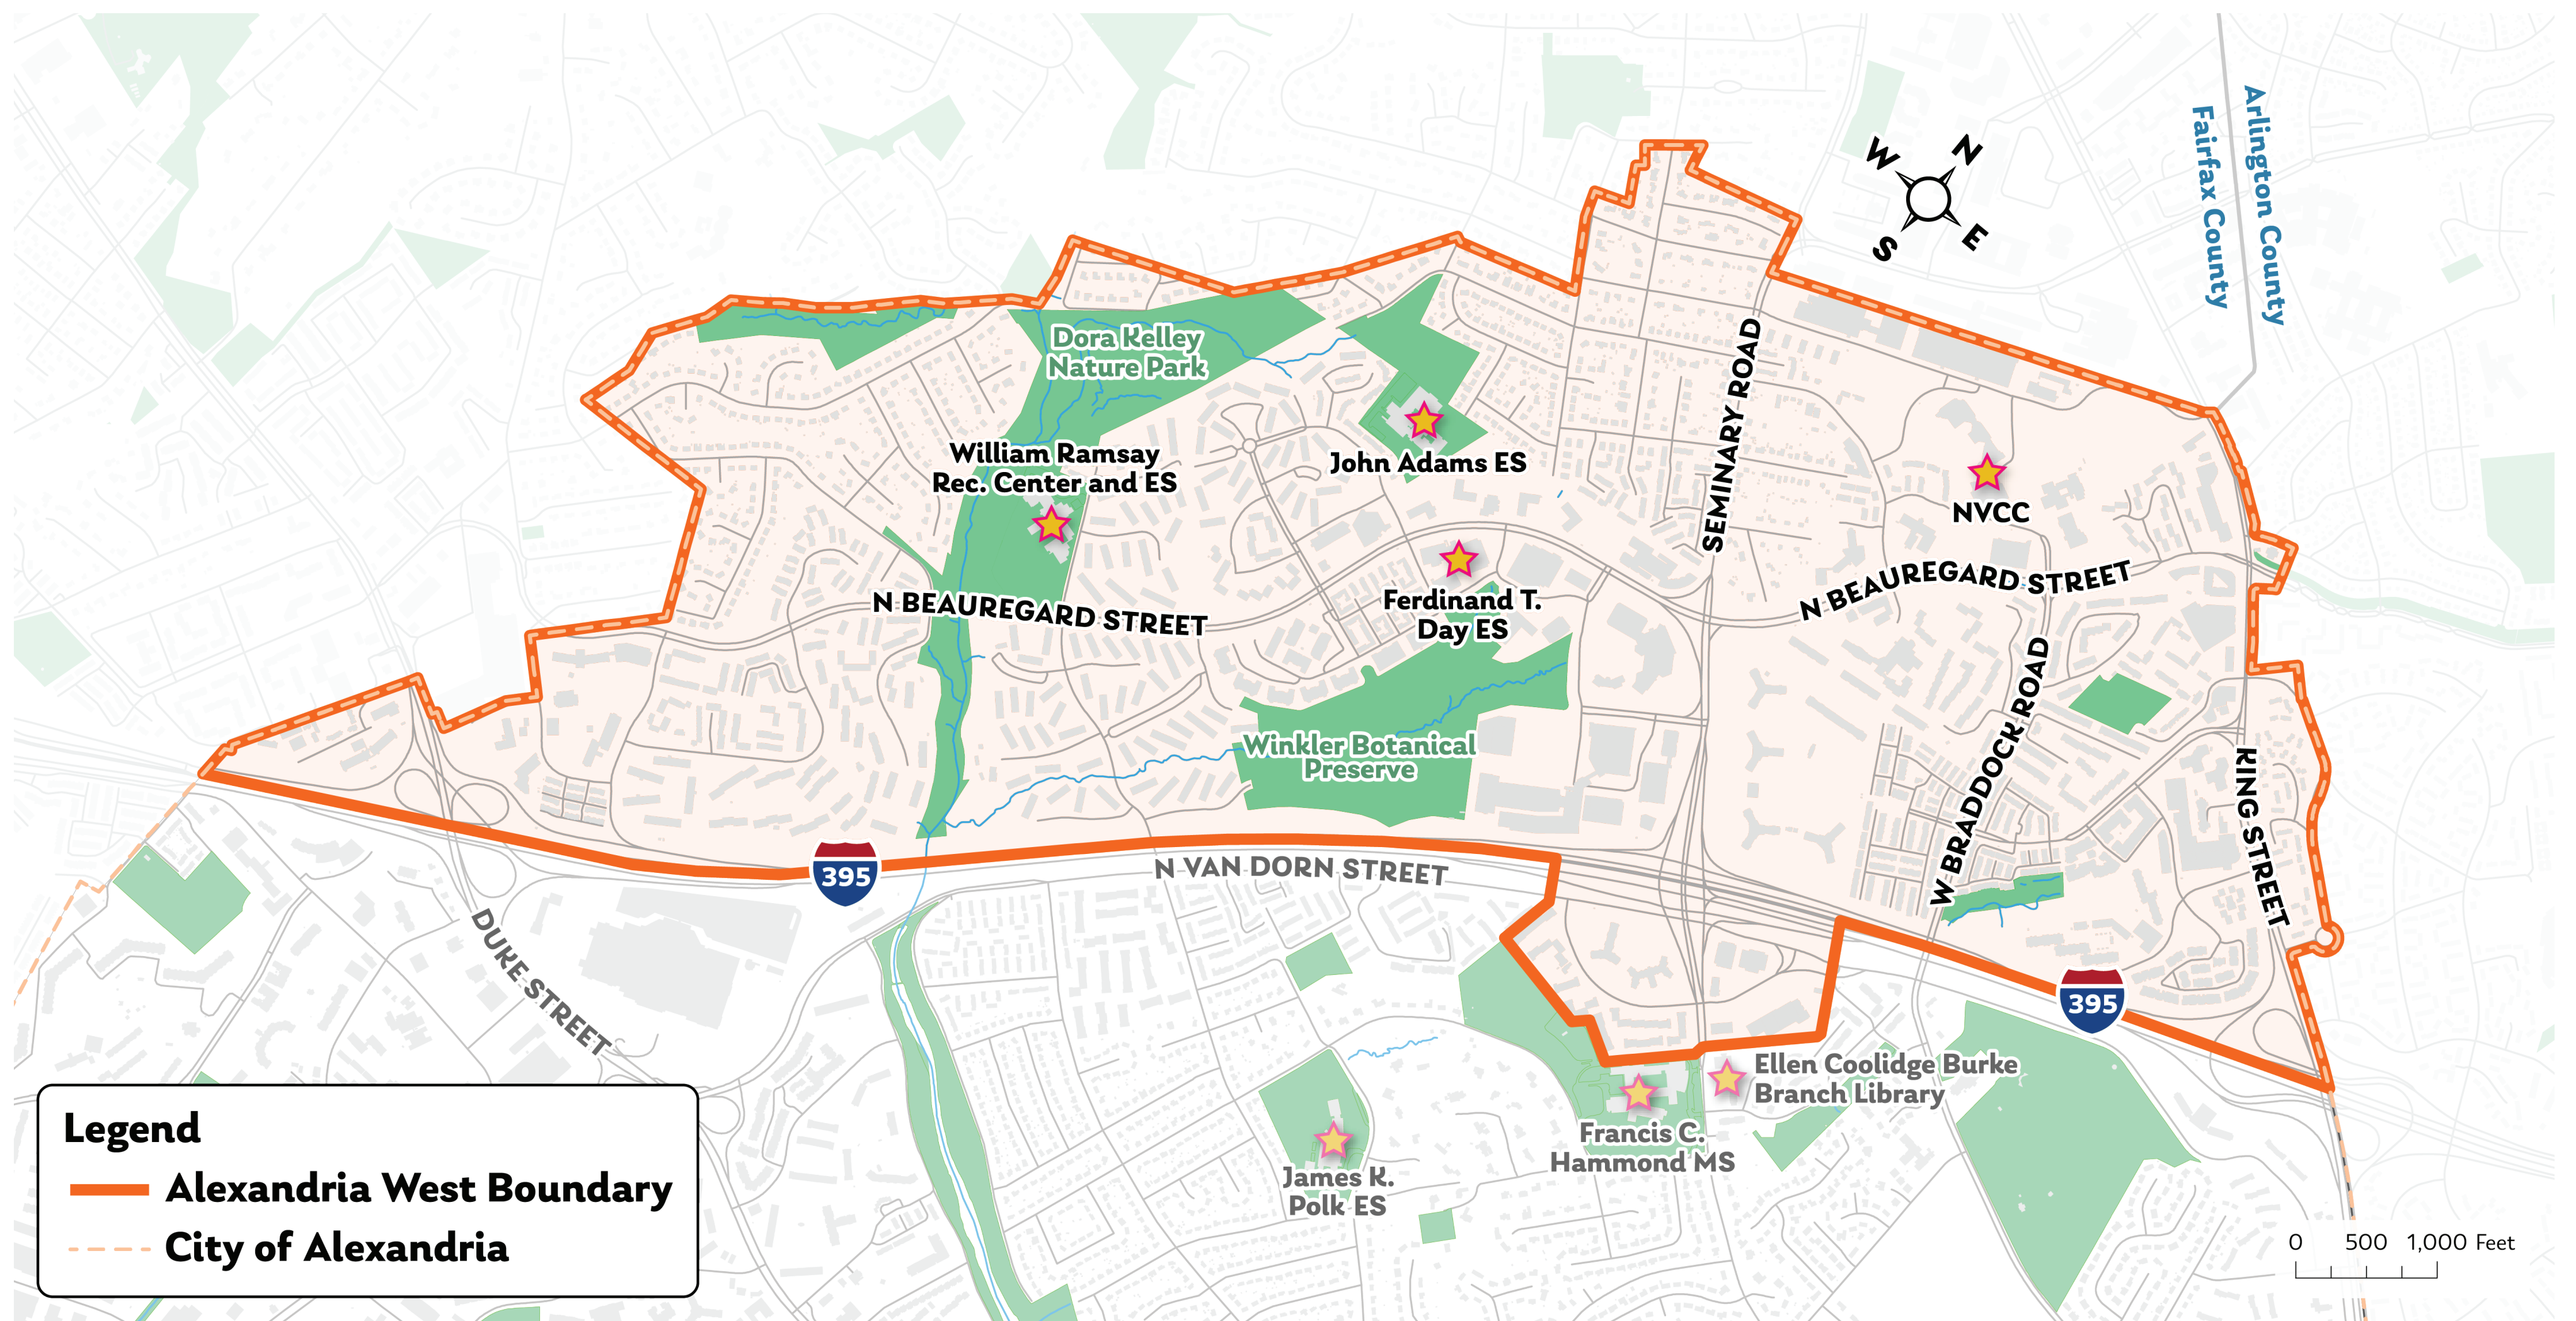 Arlington County
Fairfax County
W
N
S
E
Dora Kelley
Nature Park
SEMINARY ROAD
William Ramsay
Rec. Center and ES
John Adams ES
NVCC
N BEAUREGARD STREET
Ferdinand T.
Day ES
N BEAUREGARD STREET
W BRADDOCK ROAD
Winkler Botanical
Preserve
KING STREET
395
N VAN DORN STREET
DUKE STREET
395
Ellen Coolidge Burke
Branch Library
Francis C.
Hammond MS
James K.
Polk ES
Legend
Alexandria West Boundary
City of Alexandria
0 500 1,000 Feet